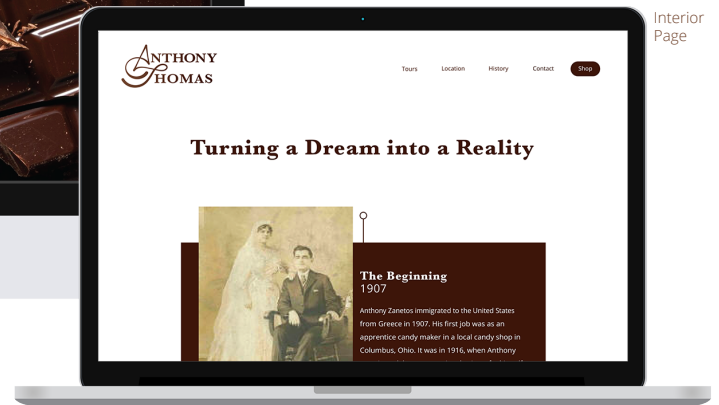 Interior
Page
ANTHONY
THOMAS
Tours Location History Contact Shop
Turning a Dream into a Reality
The Beginning
1907
Anthony Zanetos immigrated to the United States
from Greece in 1907. His first job was as an
apprentice candy maker in a local candy shop in
Columbus, Ohio. It was in 1916, when Anthony